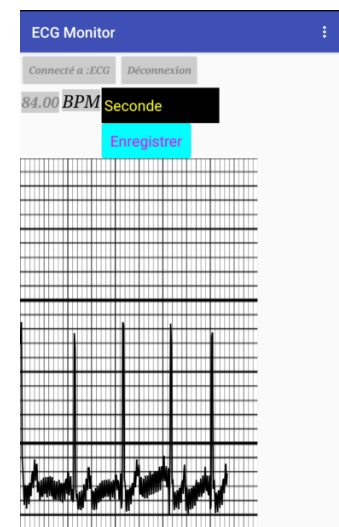 ECG Monitor
Connecté a :ECG Déconnexion
84.00 BPM Seconde
Enregistrer